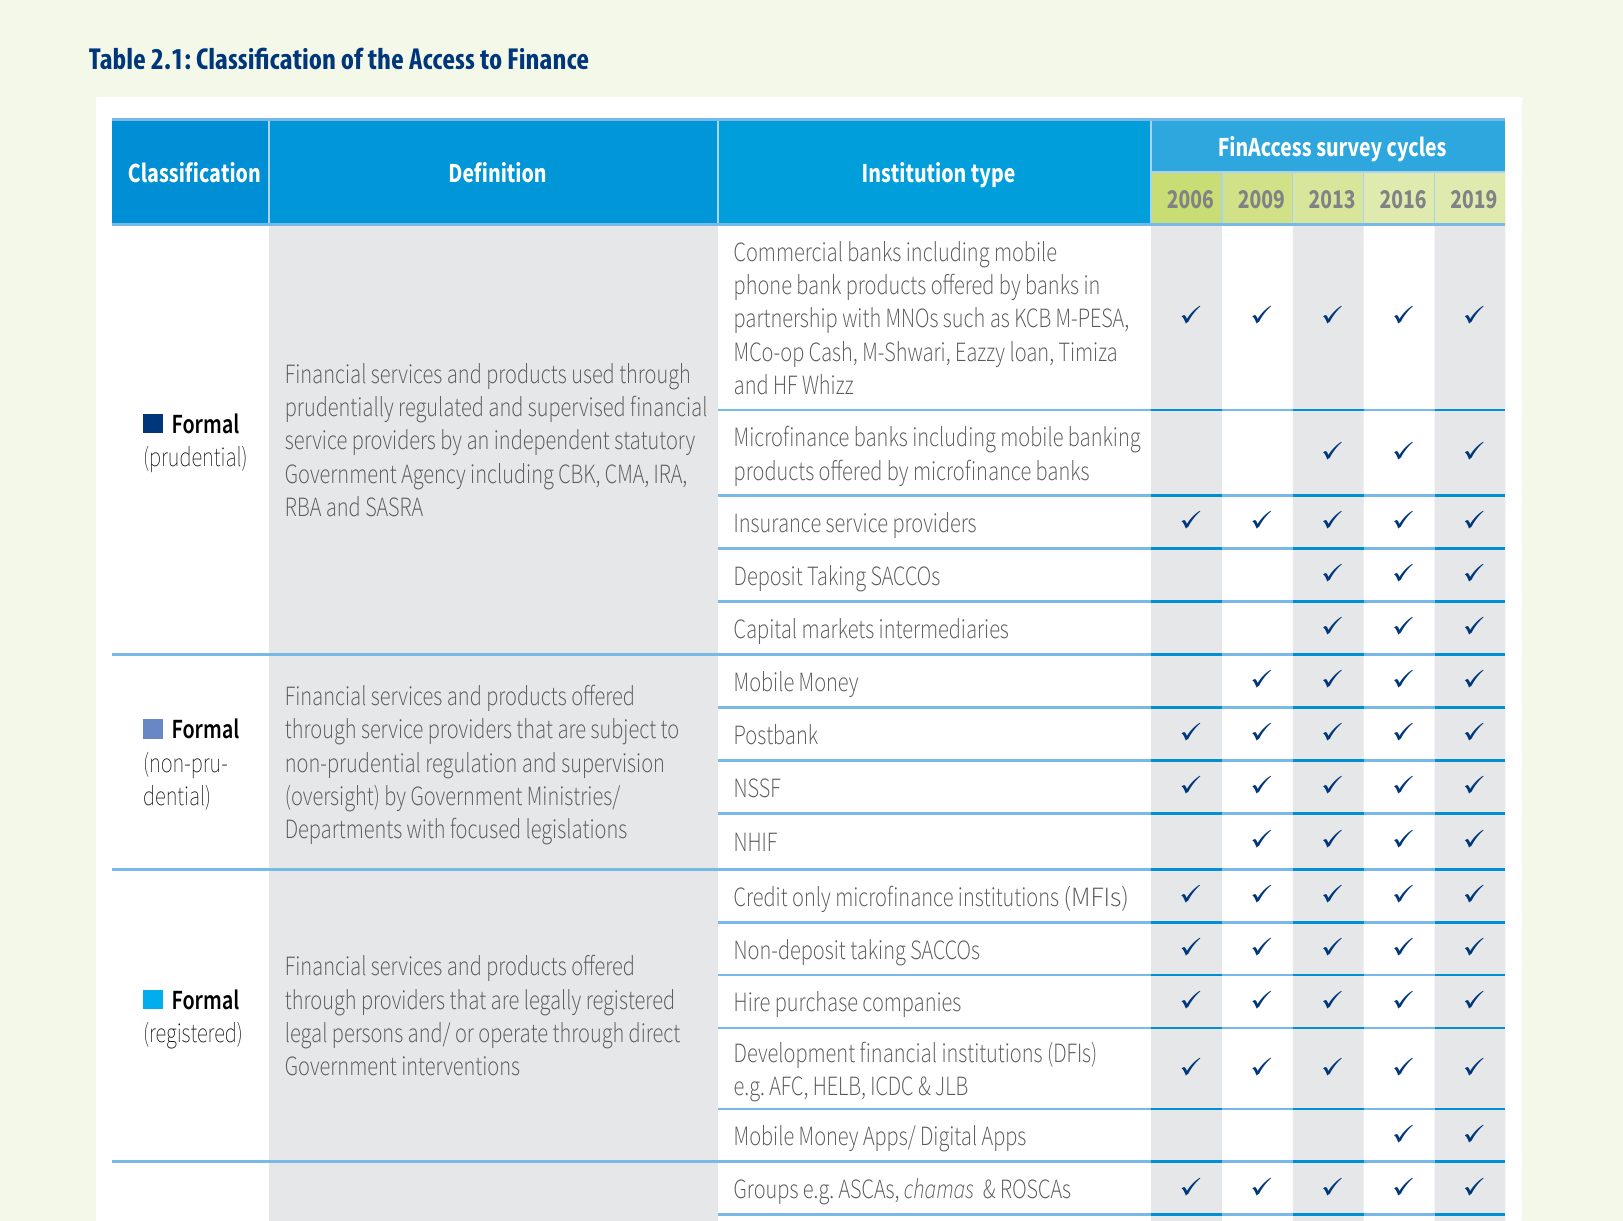 Table 2.1: Classification of the Access to Finance
Classification
Definition
Institution type
FinAccess survey cycles
2006 2009 2013 2016 2019
Formal
(prudential)
Financial services and products used through
prudentially regulated and supervised financial
service providers by an independent statutory
Government Agency including CBK, CMA, IRA,
RBA and SASRA
Commercial banks including mobile
phone bank products offered by banks in
partnership with MNOs such as KCB M-PESA,
MCo-op Cash, M-Shwari, Eazzy loan, Timiza
and HF Whizz
✓ ✓ ✓ ✓ ✓
Microfinance banks including mobile banking
products offered by microfinance banks
✓ ✓ ✓
Insurance service providers ✓ ✓ ✓ ✓ ✓
Deposit Taking SACCOs ✓ ✓ ✓
Capital markets intermediaries ✓ ✓ ✓
Formal
(non-pru-
dential)
Financial services and products offered
through service providers that are subject to
non-prudential regulation and supervision
(oversight) by Government Ministries/
Departments with focused legislations
Mobile Money ✓ ✓ ✓ ✓
Postbank ✓ ✓ ✓ ✓ ✓
NSSF ✓ ✓ ✓ ✓ ✓
NHIF ✓ ✓ ✓ ✓
Formal
(registered)
Financial services and products offered
through providers that are legally registered
legal persons and/ or operate through direct
Government interventions
Credit only microfinance institutions (MFIs) ✓ ✓ ✓ ✓ ✓
Non-deposit taking SACCOs ✓ ✓ ✓ ✓ ✓
Hire purchase companies ✓ ✓ ✓ ✓ ✓
Development financial institutions (DFIs)
e.g. AFC, HELB, ICDC & JLB
✓ ✓ ✓ ✓ ✓
Mobile Money Apps/ Digital Apps ✓ ✓
Groups e.g. ASCAs, chamas & ROSCAs ✓ ✓ ✓ ✓ ✓